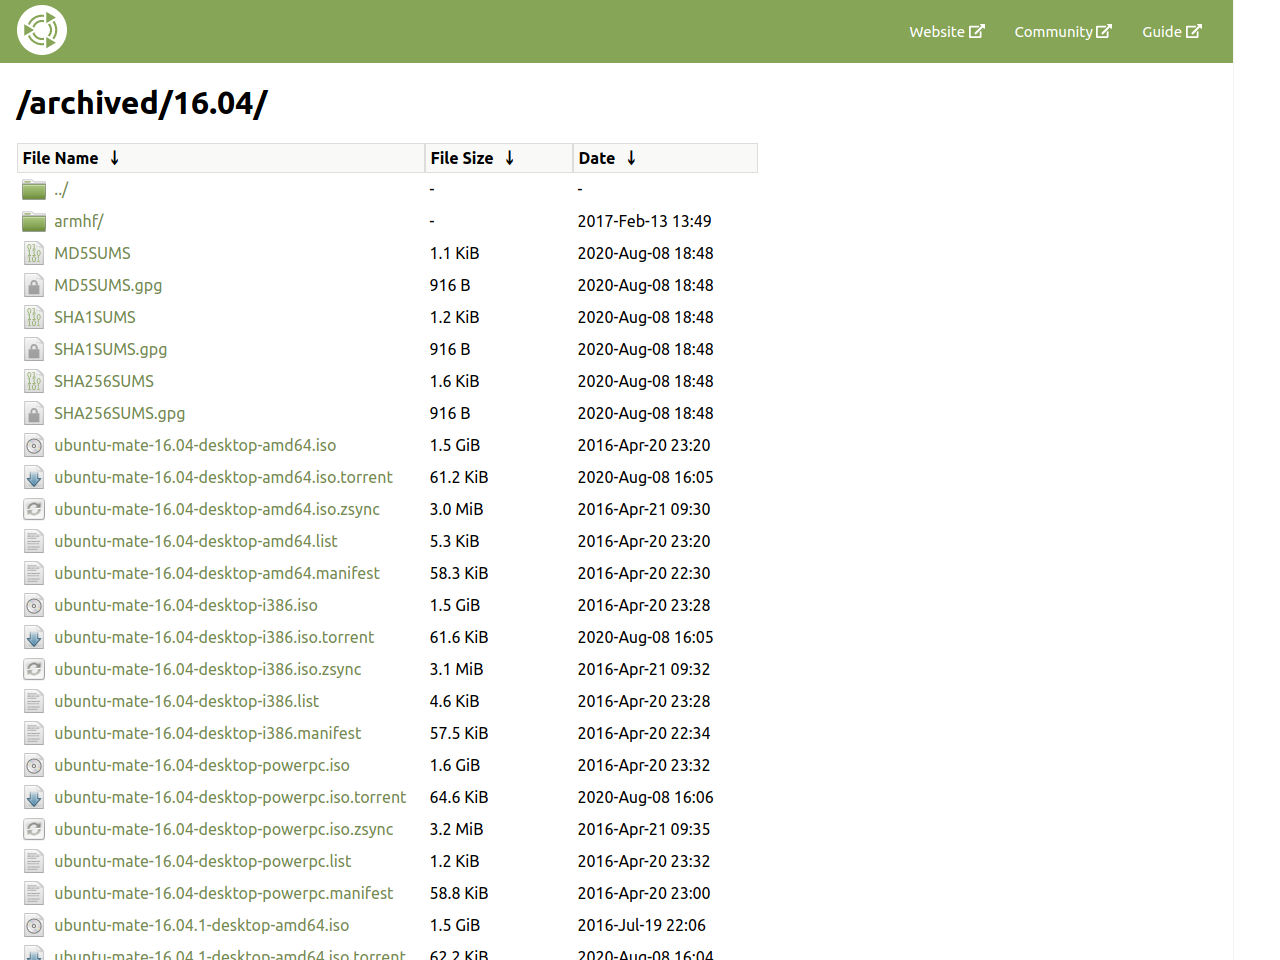 Website Community Guide
/archived/16.04/
File Name ↓ File Size ↓ Date ↓
../ - -
armhf/ - 2017-Feb-13 13:49
MD5SUMS 1.1 KiB 2020-Aug-08 18:48
MD5SUMS.gpg 916 B 2020-Aug-08 18:48
SHA1SUMS 1.2 KiB 2020-Aug-08 18:48
SHA1SUMS.gpg 916 B 2020-Aug-08 18:48
SHA256SUMS 1.6 KiB 2020-Aug-08 18:48
SHA256SUMS.gpg 916 B 2020-Aug-08 18:48
ubuntu-mate-16.04-desktop-amd64.iso 1.5 GiB 2016-Apr-20 23:20
ubuntu-mate-16.04-desktop-amd64.iso.torrent 61.2 KiB 2020-Aug-08 16:05
ubuntu-mate-16.04-desktop-amd64.iso.zsync 3.0 MiB 2016-Apr-21 09:30
ubuntu-mate-16.04-desktop-amd64.list 5.3 KiB 2016-Apr-20 23:20
ubuntu-mate-16.04-desktop-amd64.manifest 58.3 KiB 2016-Apr-20 22:30
ubuntu-mate-16.04-desktop-i386.iso 1.5 GiB 2016-Apr-20 23:28
ubuntu-mate-16.04-desktop-i386.iso.torrent 61.6 KiB 2020-Aug-08 16:05
ubuntu-mate-16.04-desktop-i386.iso.zsync 3.1 MiB 2016-Apr-21 09:32
ubuntu-mate-16.04-desktop-i386.list 4.6 KiB 2016-Apr-20 23:28
ubuntu-mate-16.04-desktop-i386.manifest 57.5 KiB 2016-Apr-20 22:34
ubuntu-mate-16.04-desktop-powerpc.iso 1.6 GiB 2016-Apr-20 23:32
ubuntu-mate-16.04-desktop-powerpc.iso.torrent 64.6 KiB 2020-Aug-08 16:06
ubuntu-mate-16.04-desktop-powerpc.iso.zsync 3.2 MiB 2016-Apr-21 09:35
ubuntu-mate-16.04-desktop-powerpc.list 1.2 KiB 2016-Apr-20 23:32
ubuntu-mate-16.04-desktop-powerpc.manifest 58.8 KiB 2016-Apr-20 23:00
ubuntu-mate-16.04.1-desktop-amd64.iso 1.5 GiB 2016-Jul-19 22:06
ubuntu-mate-16.04.1-desktop-amd64.iso.torrent 62.2 KiB 2020-Aug-08 16:04